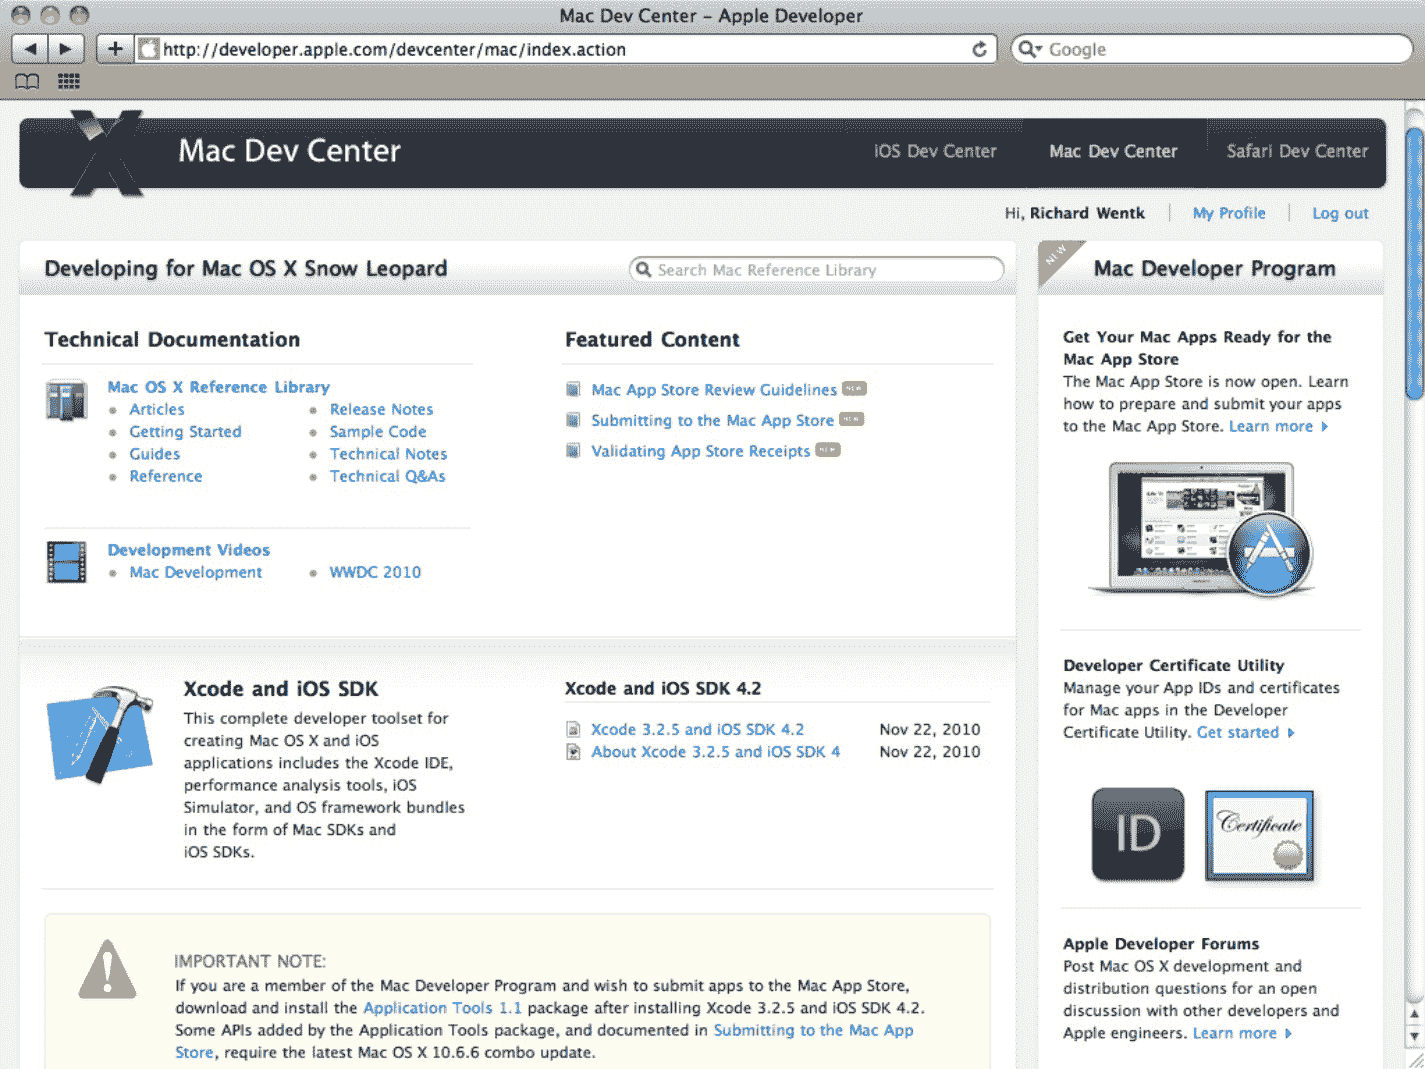 Mac Dev Center – Apple Developer
http://developer.apple.com/devcenter/mac/index.action
Google
Mac Dev Center
iOS Dev Center
Mac Dev Center
Safari Dev Center
Hi, Richard Wentk
My Profile
Log out
Developing for Mac OS X Snow Leopard
Search Mac Reference Library
Technical Documentation
Mac OS X Reference Library
Articles
Getting Started
Guides
Reference
Release Notes
Sample Code
Technical Notes
Technical Q&As
Development Videos
Mac Development
WWDC 2010
Featured Content
Mac App Store Review Guidelines NEW
Submitting to the Mac App Store NEW
Validating App Store Receipts NEW
Xcode and iOS SDK
This complete developer toolset for
creating Mac OS X and iOS
applications includes the Xcode IDE,
performance analysis tools, iOS
Simulator, and OS framework bundles
in the form of Mac SDKs and
iOS SDKs.
Xcode and iOS SDK 4.2
Xcode 3.2.5 and iOS SDK 4.2 Nov 22, 2010
About Xcode 3.2.5 and iOS SDK 4 Nov 22, 2010
IMPORTANT NOTE:
If you are a member of the Mac Developer Program and wish to submit apps to the Mac App Store,
download and install the Application Tools 1.1 package after installing Xcode 3.2.5 and iOS SDK 4.2.
Some APIs added by the Application Tools package, and documented in Submitting to the Mac App
Store, require the latest Mac OS X 10.6.6 combo update.
NEW
Mac Developer Program
Get Your Mac Apps Ready for the
Mac App Store
The Mac App Store is now open. Learn
how to prepare and submit your apps
to the Mac App Store. Learn more
Developer Certificate Utility
Manage your App IDs and certificates
for Mac apps in the Developer
Certificate Utility. Get started
ID
Certificate
Apple Developer Forums
Post Mac OS X development and
distribution questions for an open
discussion with other developers and
Apple engineers. Learn more